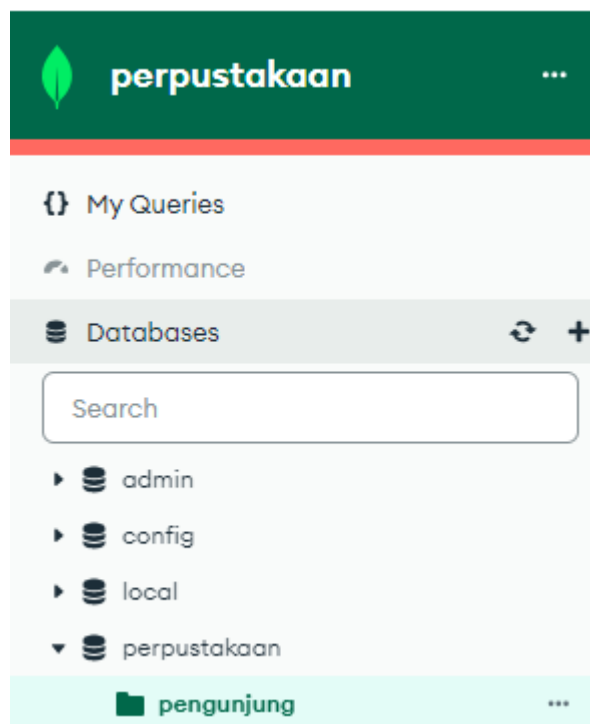 perpustakaan
{} My Queries
Performance
Databases
Search
admin
config
local
perpustakaan
pengunjung